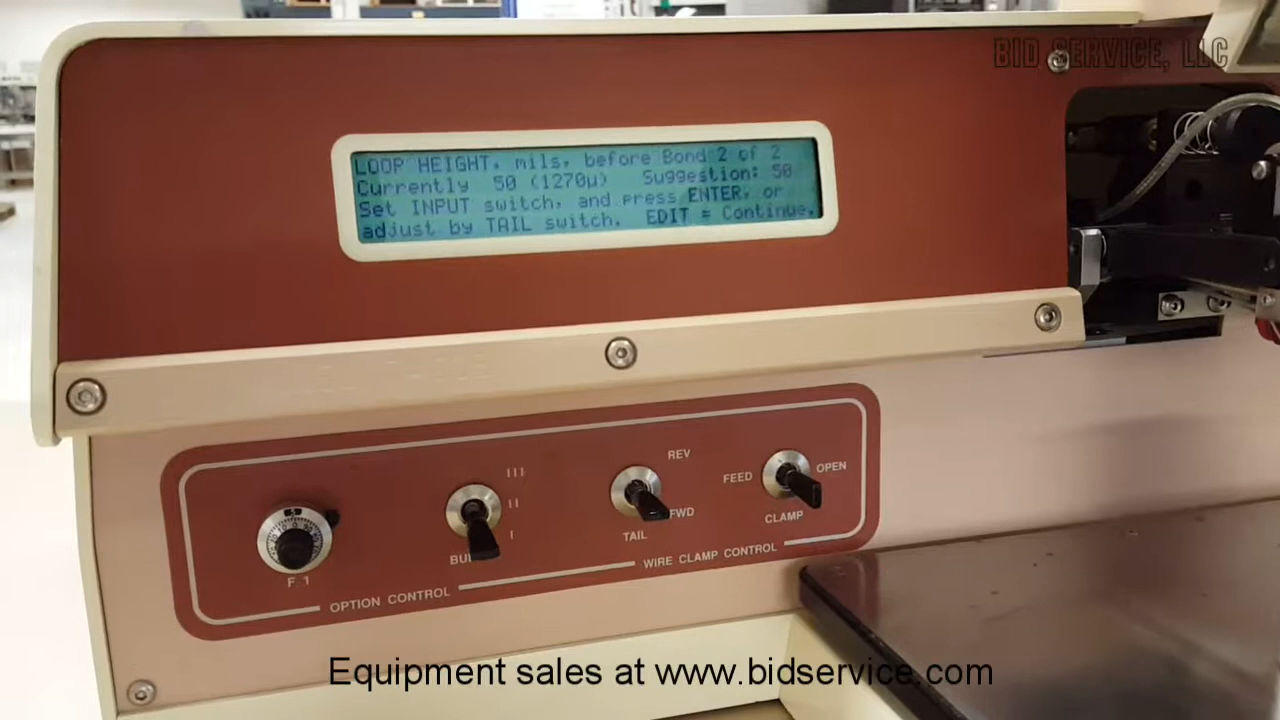 BID SERVICE, LLC
LOOP HEIGHT, mils, before Bond 2 of 2
Currently 50 (1270µ) Suggestion: 50
Set INPUT switch, and press ENTER, or
adjust by TAIL switch. EDIT = Continue.
III
II
I
REV
FWD
TAIL
FEED
OPEN
CLAMP
F 1
OPTION CONTROL
WIRE CLAMP CONTROL
Equipment sales at www.bidservice.com